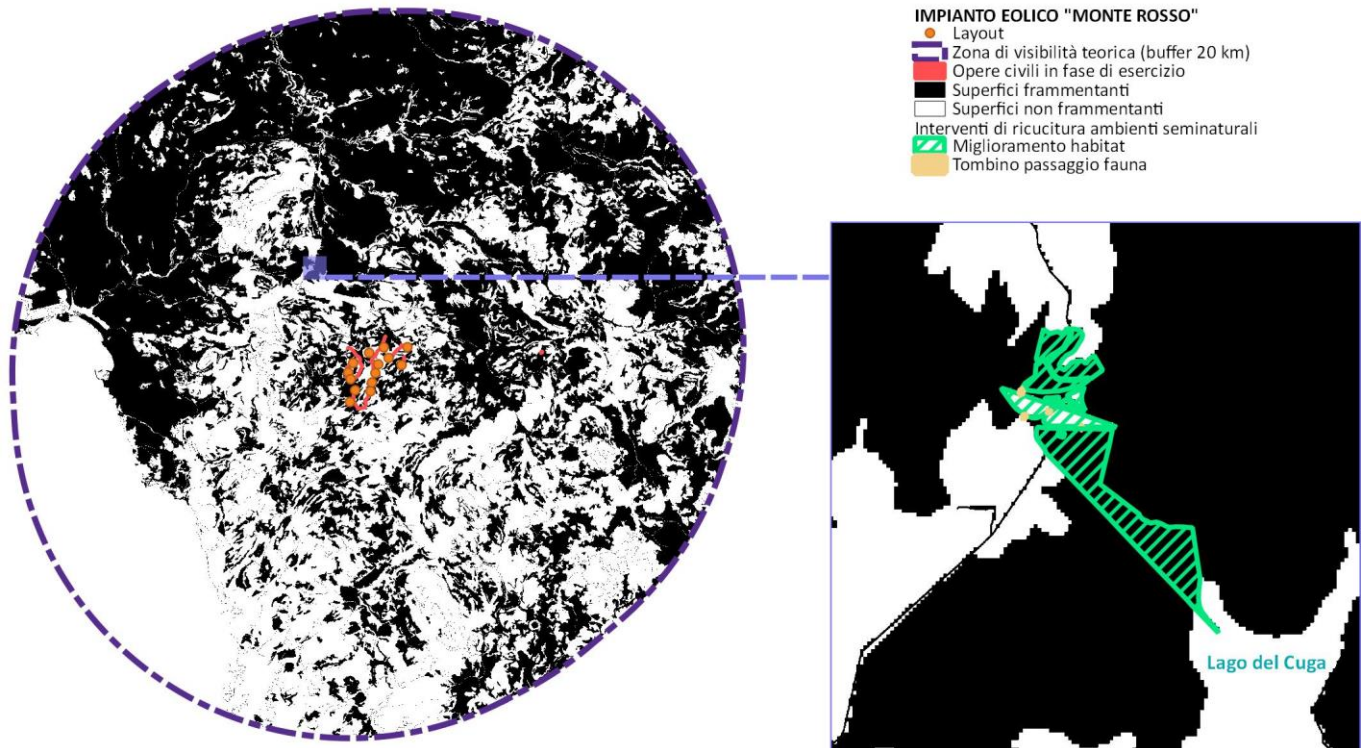 IMPIANTO EOLICO "MONTE ROSSO"
Layout
Zona di visibilità teorica (buffer 20 km)
Opere civili in fase di esercizio
Superfici frammentanti
Superfici non frammentanti
Interventi di ricucitura ambienti seminaturali
Miglioramento habitat
Tombino passaggio fauna
Lago del Cuga